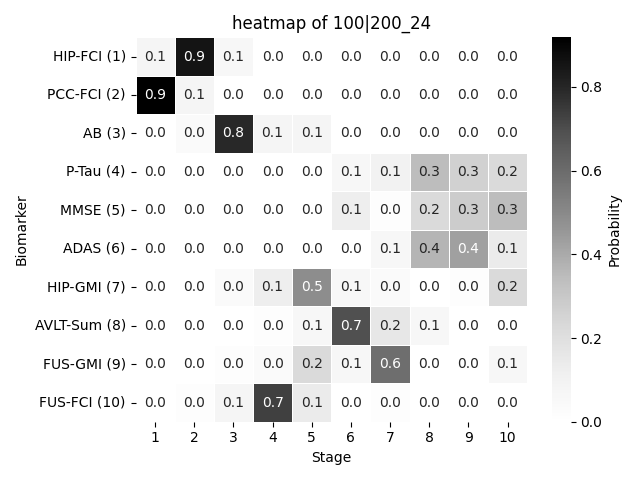 heatmap of 100|200_24
HIP-FCI (1) 0.1 0.9 0.1 0.0 0.0 0.0 0.0 0.0 0.0 0.0
PCC-FCI (2) 0.9 0.1 0.0 0.0 0.0 0.0 0.0 0.0 0.0 0.0
AB (3) 0.0 0.0 0.8 0.1 0.1 0.0 0.0 0.0 0.0 0.0
P-Tau (4) 0.0 0.0 0.0 0.0 0.0 0.1 0.1 0.3 0.3 0.2
MMSE (5) 0.0 0.0 0.0 0.0 0.0 0.1 0.0 0.2 0.3 0.3
ADAS (6) 0.0 0.0 0.0 0.0 0.0 0.0 0.1 0.4 0.4 0.1
HIP-GMI (7) 0.0 0.0 0.0 0.1 0.5 0.1 0.0 0.0 0.0 0.2
AVLT-Sum (8) 0.0 0.0 0.0 0.0 0.1 0.7 0.2 0.1 0.0 0.0
FUS-GMI (9) 0.0 0.0 0.0 0.0 0.2 0.1 0.6 0.0 0.0 0.1
FUS-FCI (10) 0.0 0.0 0.1 0.7 0.1 0.0 0.0 0.0 0.0 0.0
1 2 3 4 5 6 7 8 9 10
Stage
Biomarker
0.8
0.6
0.4
0.2
0.0
Probability